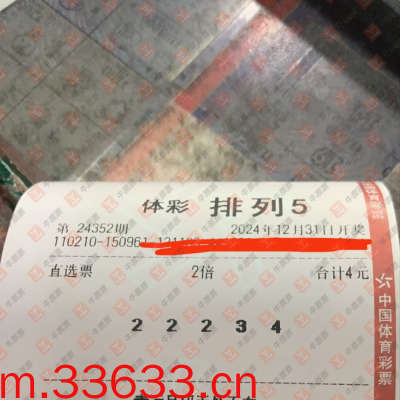 体彩 排列5
第 24352期 2024年12月31日开奖
110210-150961
直选票 2倍 合计4元
2 2 2 3 4
中国体育彩票
m.33633.cn